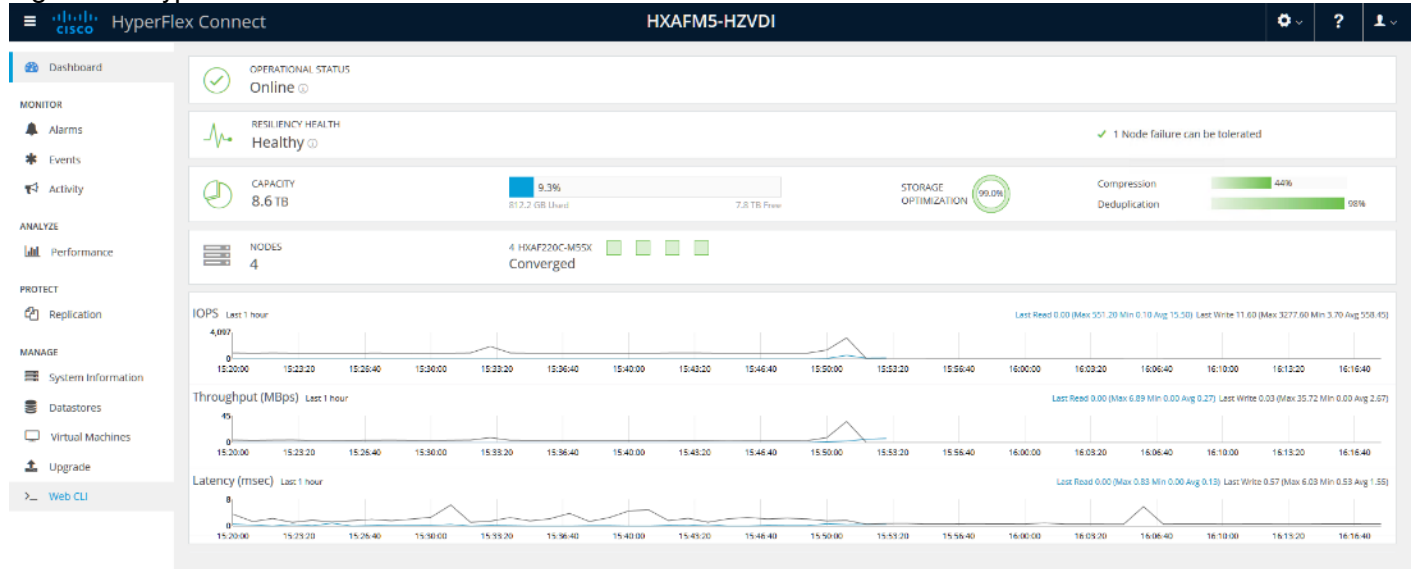 CISCO HyperFlex Connect HXAFM5-HZVDI ?
Dashboard
MONITOR
Alarms
Events
Activity
ANALYZE
Performance
PROTECT
Replication
MANAGE
System Information
Datastores
Virtual Machines
Upgrade
>_ Web CLI
OPERATIONAL STATUS
Online
RESILIENCY HEALTH
Healthy
1 Node failure can be tolerated
CAPACITY
8.6 TB
9.3%
812.2 GB Used 7.8 TB Free
STORAGE
OPTIMIZATION
99.0%
Compression 44%
Deduplication 98%
NODES
4
4 HXAF220C-M5SX
Converged
IOPS Last 1 hour Last Read 0.00 (Max 551.20 Min 0.10 Avg 15.50) Last Write 11.60 (Max 3277.60 Min 3.70 Avg 558.45)
4,097
0
15:20:00 15:23:20 15:26:40 15:30:00 15:33:20 15:36:40 15:40:00 15:43:20 15:46:40 15:50:00 15:53:20 15:56:40 16:00:00 16:03:20 16:06:40 16:10:00 16:13:20 16:16:40
Throughput (MBps) Last 1 hour Last Read 0.00 (Max 6.89 Min 0.00 Avg 0.27) Last Write 0.03 (Max 35.72 Min 0.00 Avg 2.67)
45
0
15:20:00 15:23:20 15:26:40 15:30:00 15:33:20 15:36:40 15:40:00 15:43:20 15:46:40 15:50:00 15:53:20 15:56:40 16:00:00 16:03:20 16:06:40 16:10:00 16:13:20 16:16:40
Latency (msec) Last 1 hour Last Read 0.00 (Max 0.83 Min 0.00 Avg 0.13) Last Write 0.57 (Max 6.03 Min 0.53 Avg 1.55)
8
0
15:20:00 15:23:20 15:26:40 15:30:00 15:33:20 15:36:40 15:40:00 15:43:20 15:46:40 15:50:00 15:53:20 15:56:40 16:00:00 16:03:20 16:06:40 16:10:00 16:13:20 16:16:40